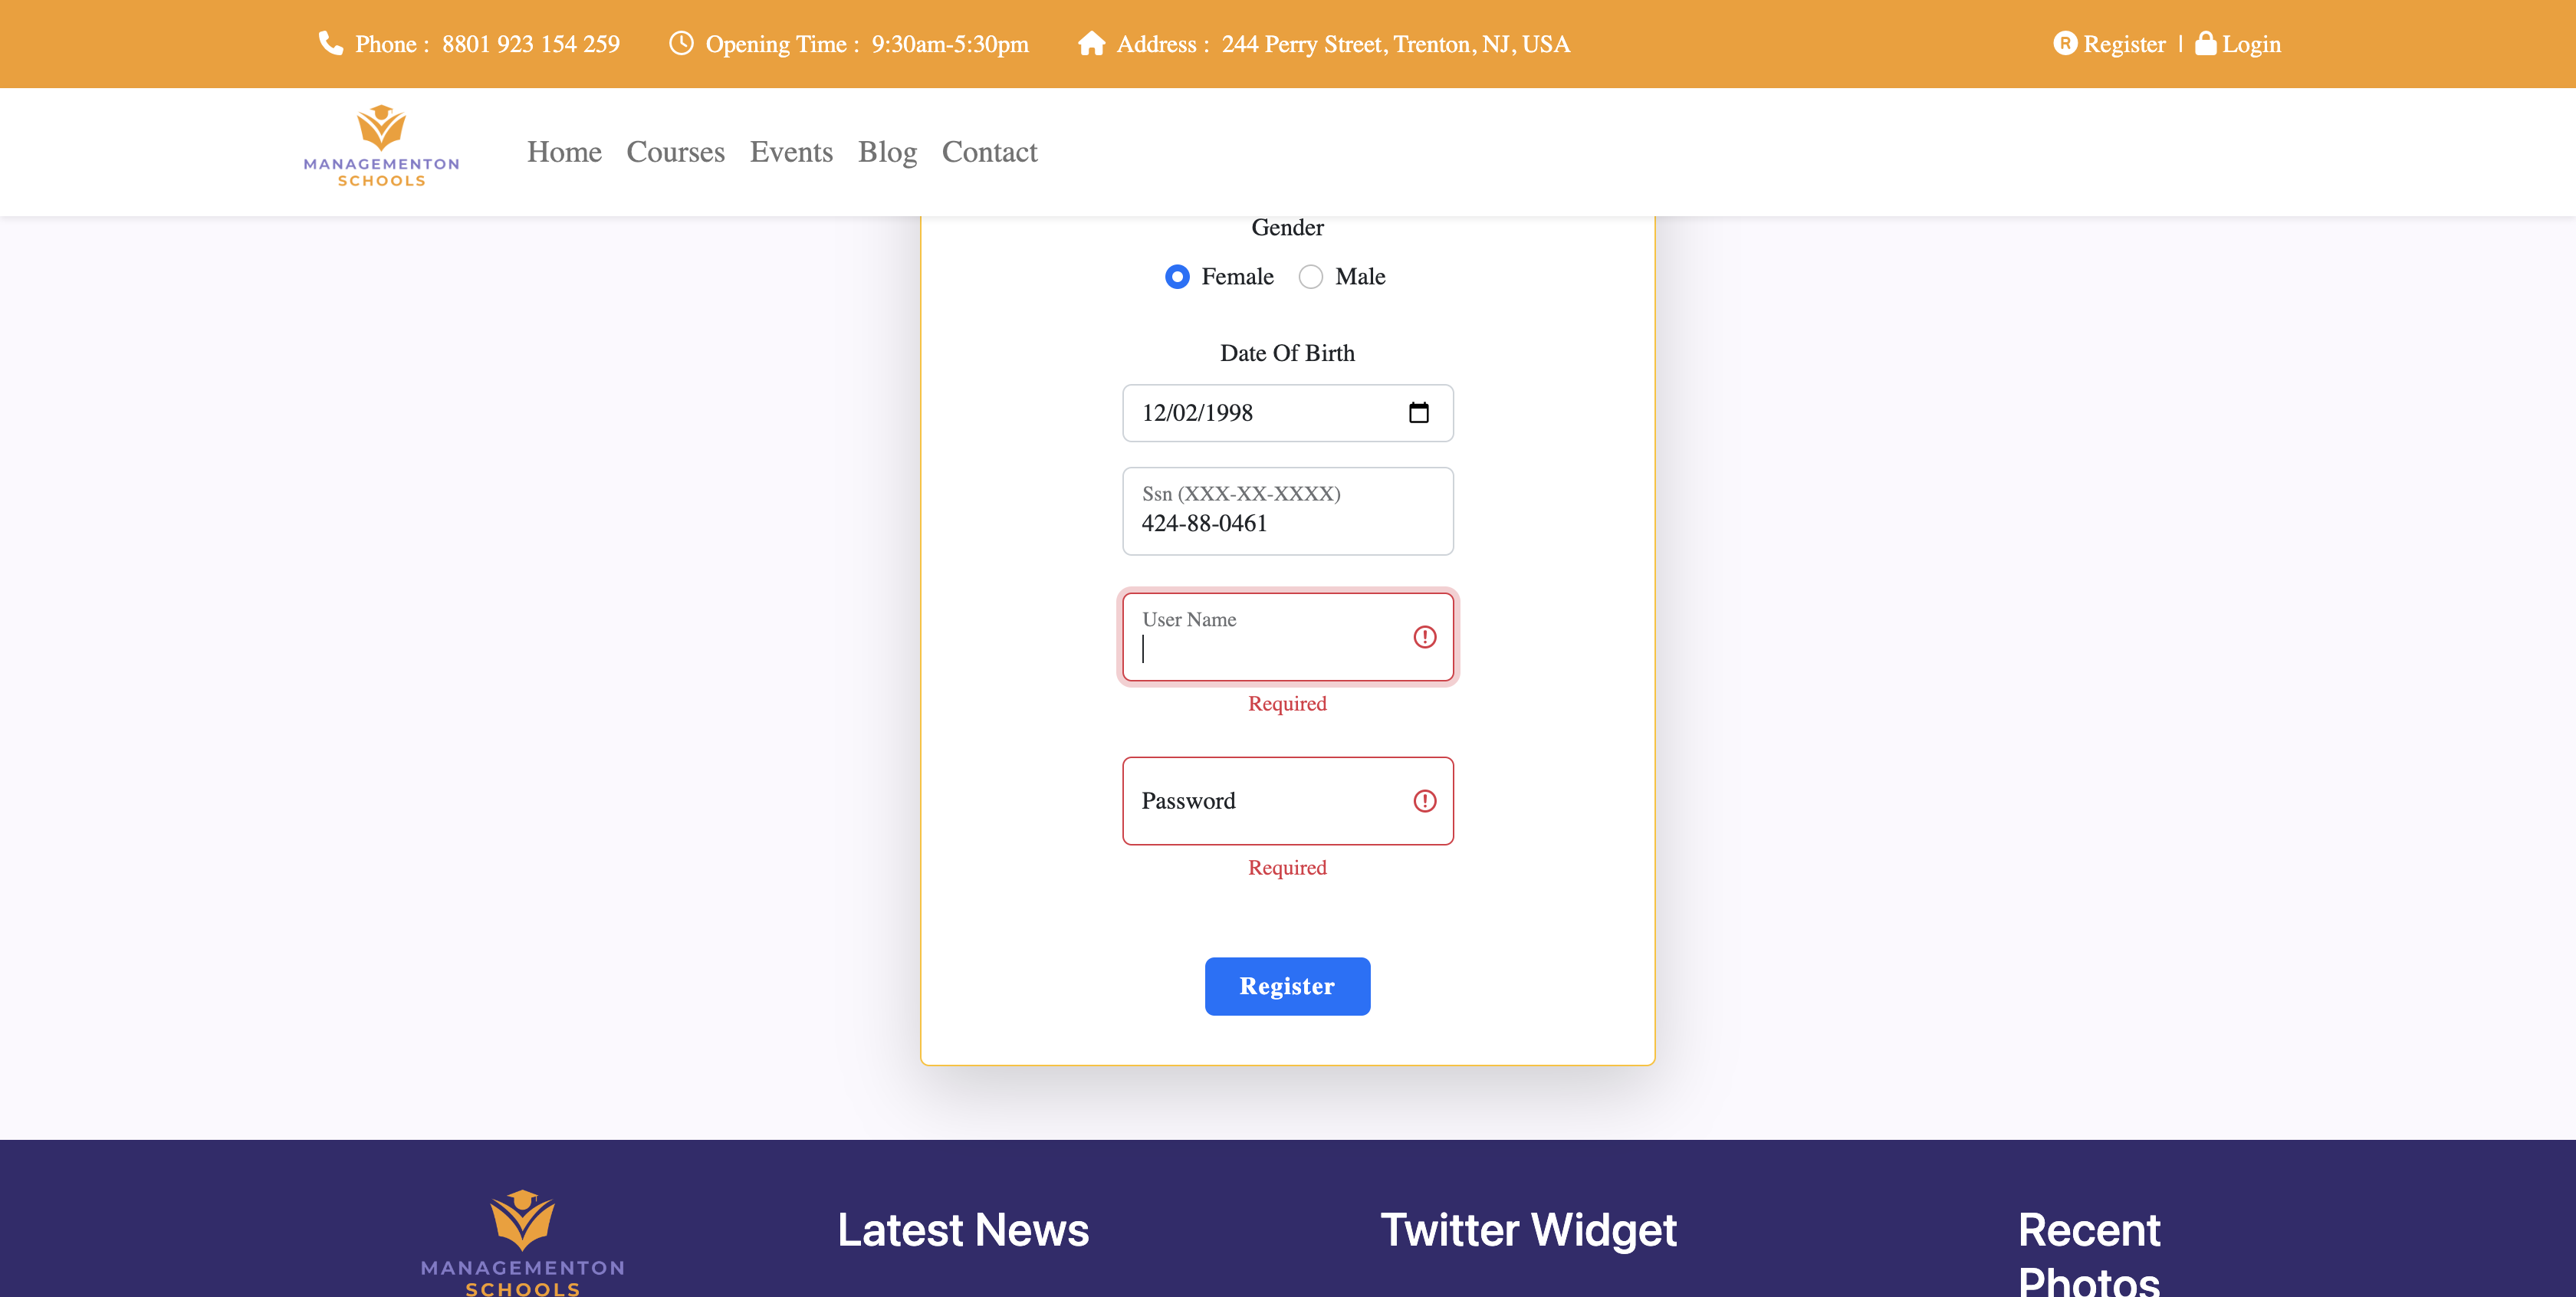 Phone : 8801 923 154 259 Opening Time : 9:30am-5:30pm Address : 244 Perry Street, Trenton, NJ, USA Register | Login
MANAGEMENTON
SCHOOLS
Home Courses Events Blog Contact
Gender
Female Male
Date Of Birth
12/02/1998
Ssn (XXX-XX-XXXX)
424-88-0461
User Name
Required
Password
Required
Register
MANAGEMENTON
SCHOOLS
Latest News
Twitter Widget
Recent
Photos